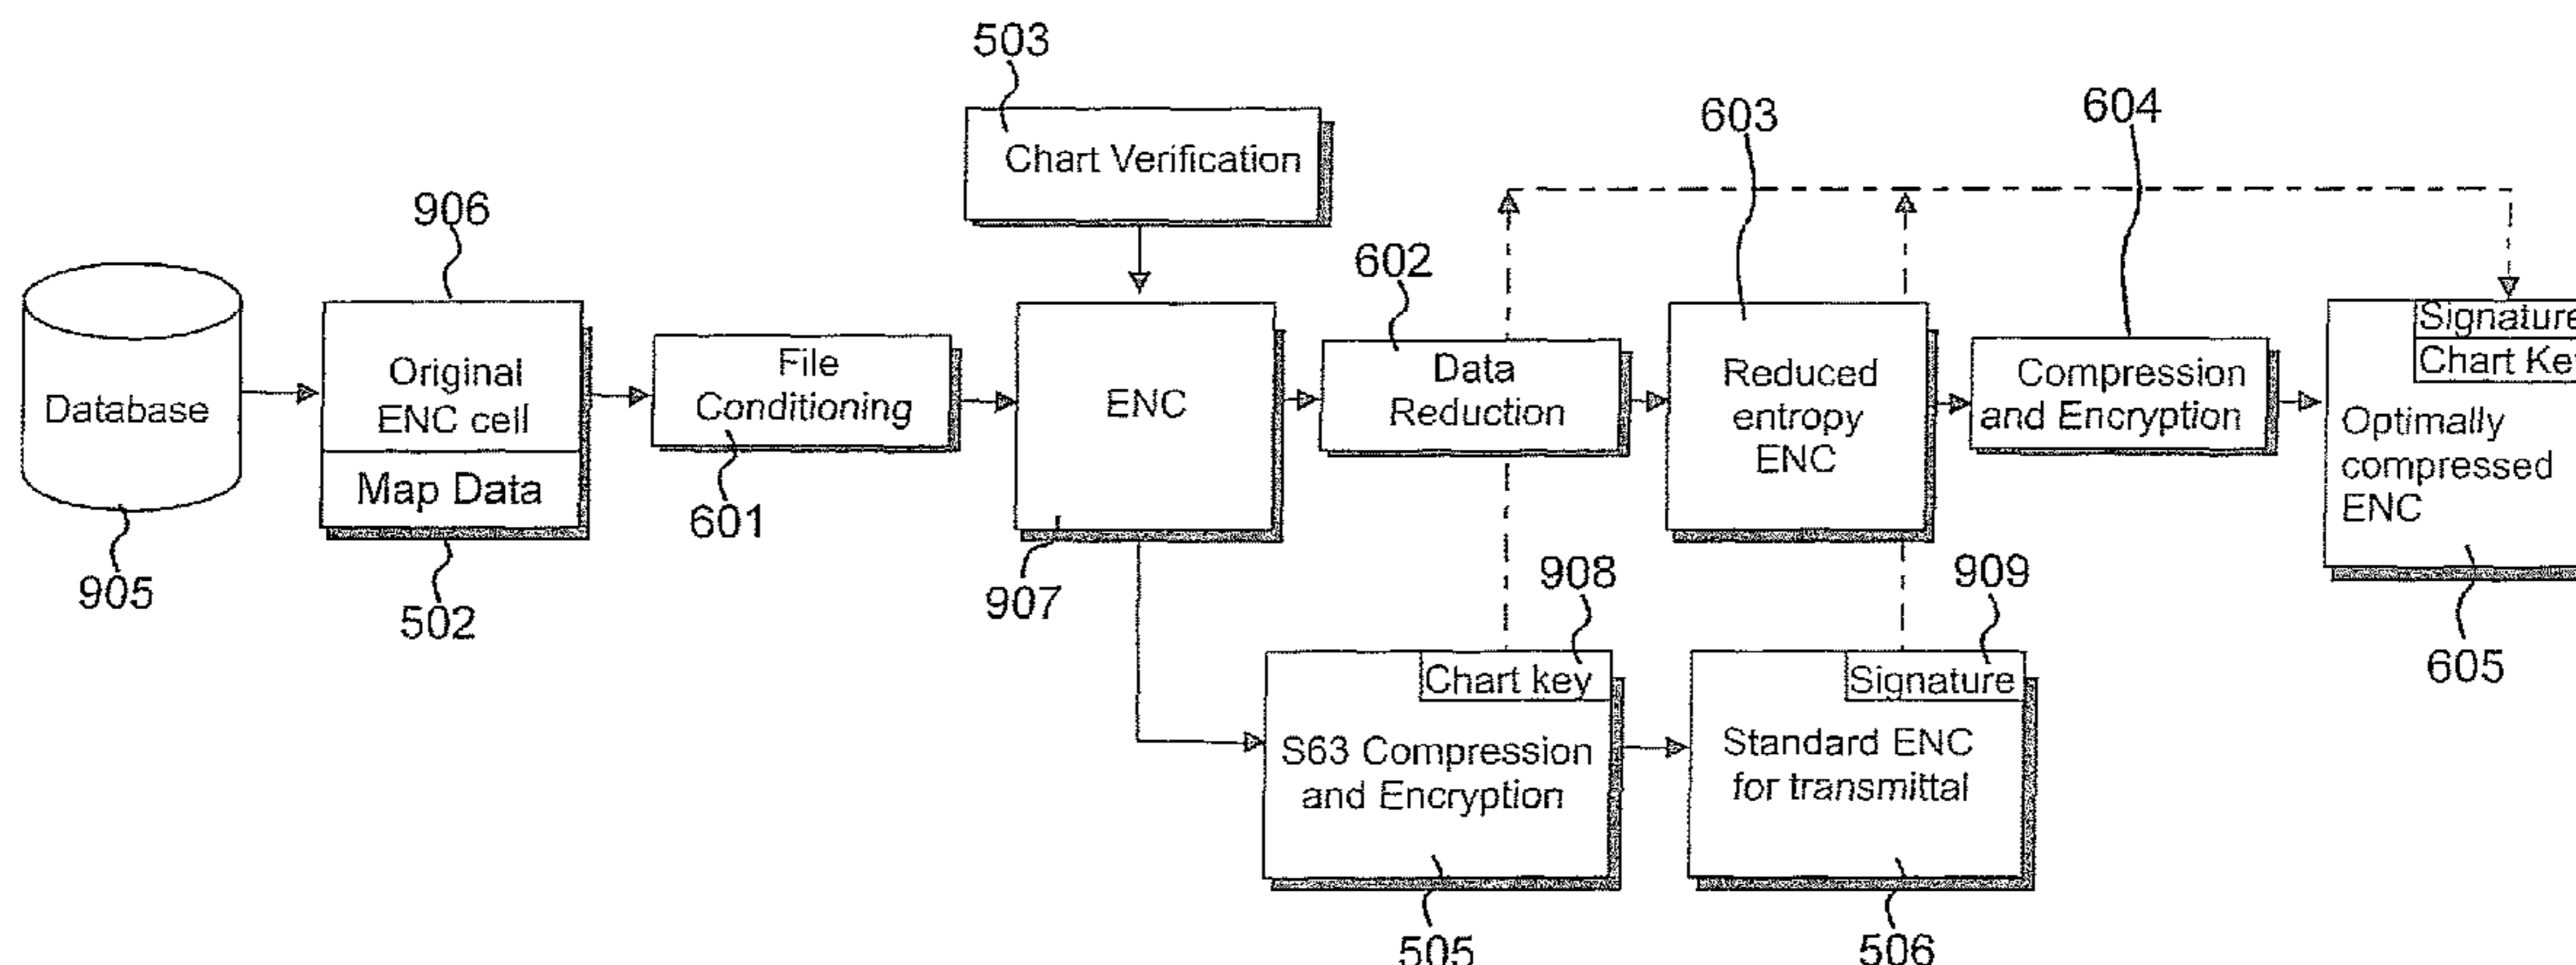 503
Chart Verification
906
Original
ENC cell
Map Data
502
Database
905
File
Conditioning
601
ENC
907
602
Data
Reduction
603
Reduced
entropy
ENC
604
Compression
and Encryption
Signature
Chart Key
Optimally
compressed
ENC
605
908
Chart key
S63 Compression
and Encryption
505
909
Signature
Standard ENC
for transmittal
506